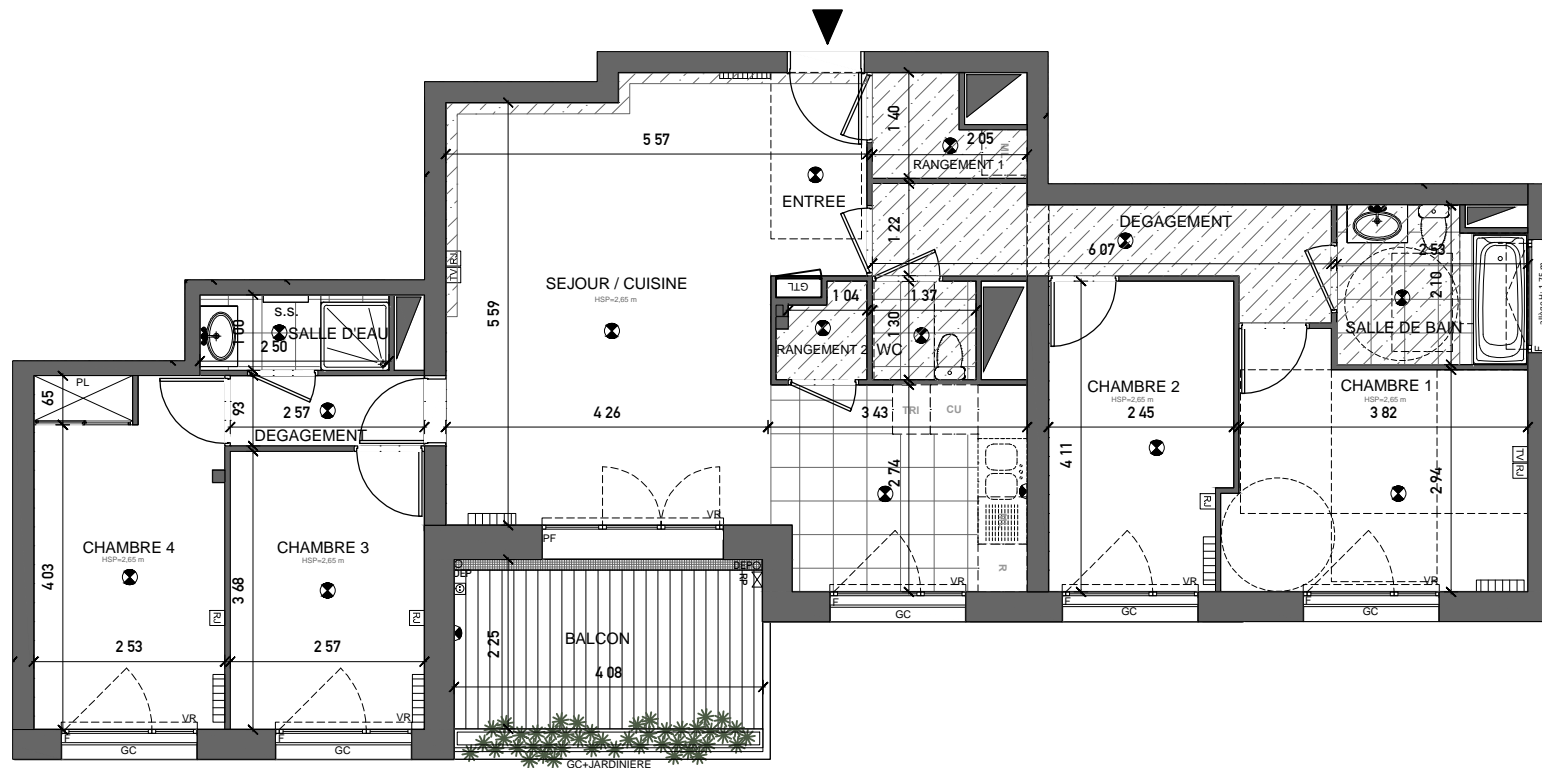 1 40
2 05
ML
RANGEMENT 1
5 57
ENTREE
1 22
DEGAGEMENT
6 07
2 53
2 10
SALLE DE BAIN
allège H: 1,75 m
F
RJ
TV
SEJOUR / CUISINE
HSP=2,65 m
5 59
GTL
1 04
1 37
1 30
RANGEMENT 2
WC
S.S.
1 00
SALLE D'EAU
2 50
PL
65
93
2 57
DEGAGEMENT
4 26
3 43
TRI
CU
2 74
R
CHAMBRE 2
HSP=2,65 m
2 45
4 11
RJ
CHAMBRE 1
HSP=2,65 m
3 82
2 94
TV
RJ
CHAMBRE 4
HSP=2,65 m
4 03
2 53
RJ
CHAMBRE 3
HSP=2,65 m
3 68
2 57
RJ
VR
PF
DEP
DEP
RP
BALCON
2 25
4 08
GC+JARDINIERE
F
VR
GC
F
VR
GC
F
VR
GC
F
VR
GC
F
VR
GC